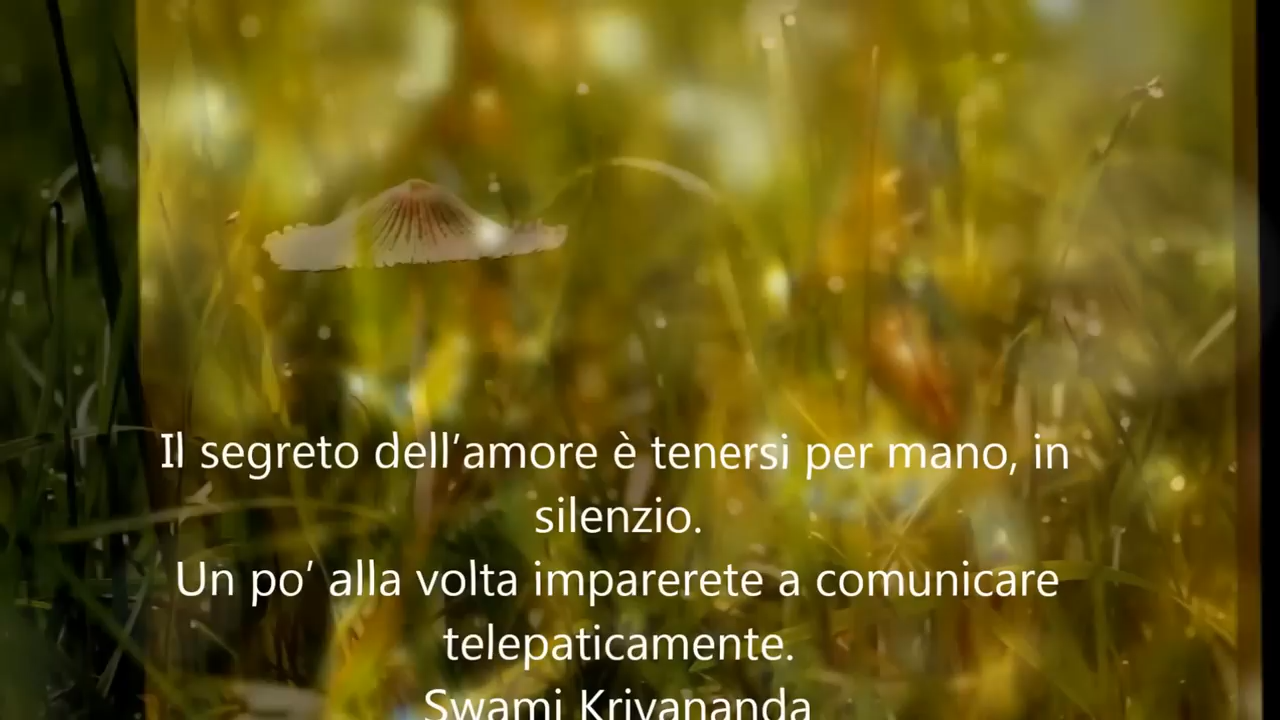 Il segreto dell’amore è tenersi per mano, in
silenzio.
Un po’ alla volta imparerete a comunicare
telepaticamente.
Swami Kriyananda